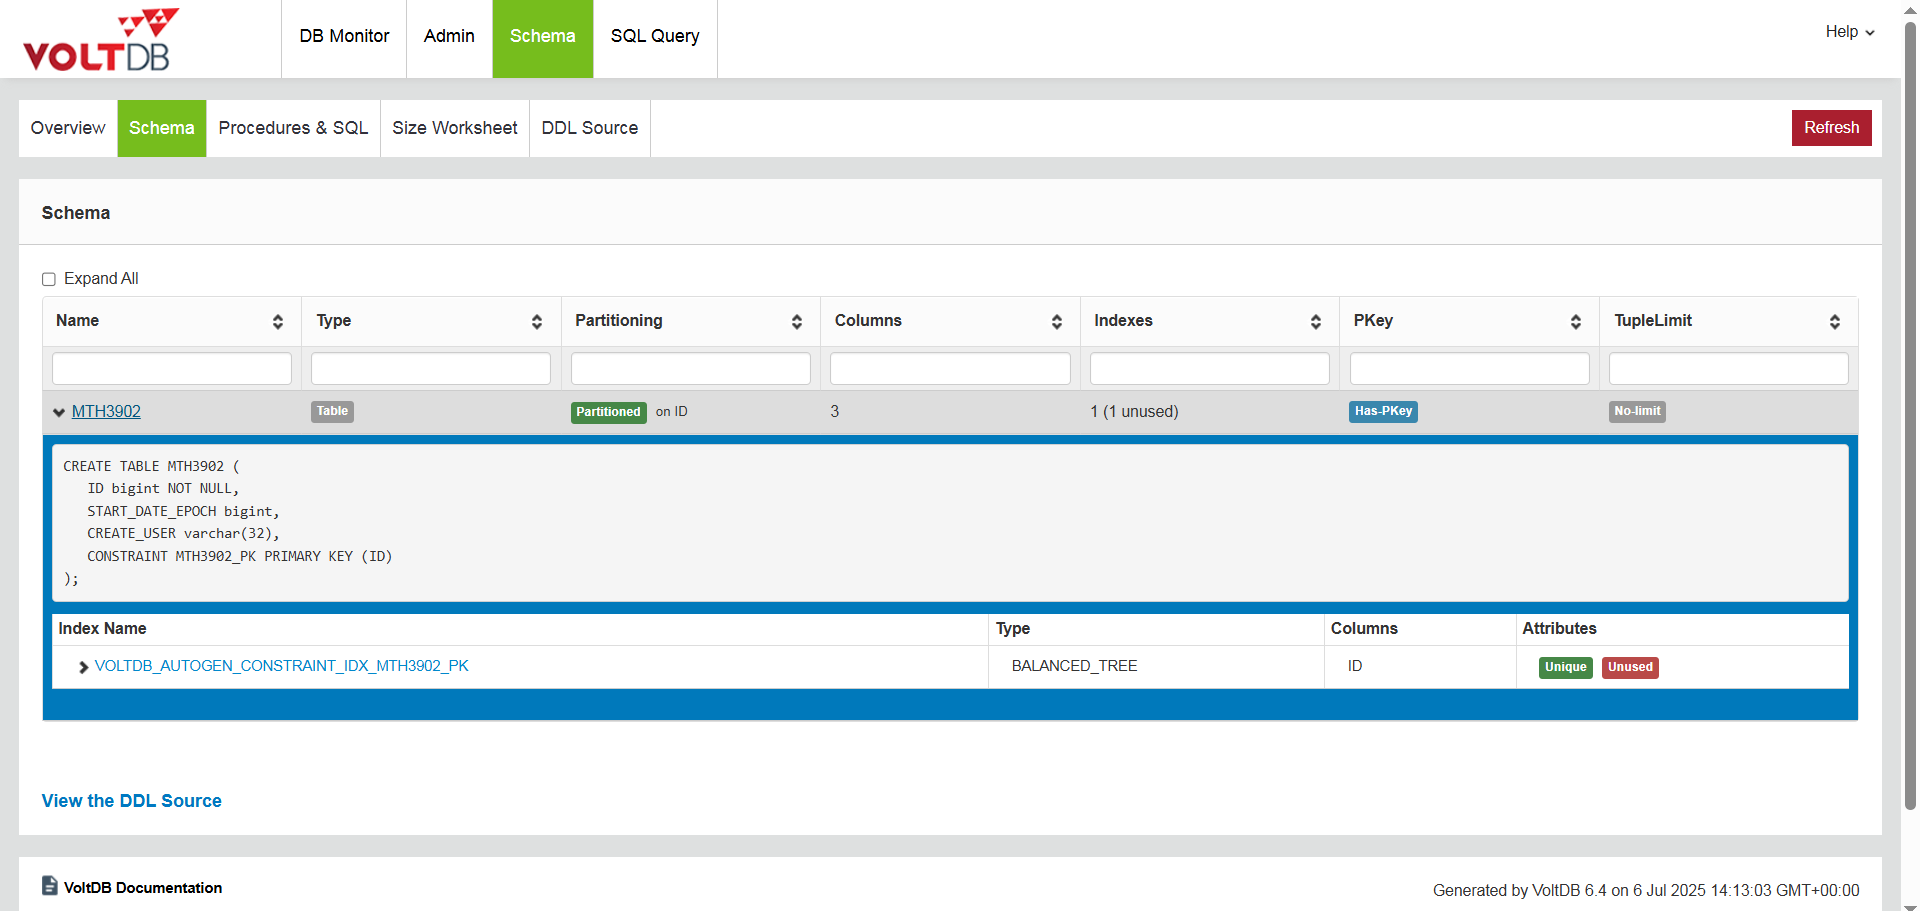 VOLTDB
DB Monitor Admin Schema SQL Query
Help
Overview Schema Procedures & SQL Size Worksheet DDL Source
Refresh
Schema
Expand All
Name Type Partitioning Columns Indexes PKey TupleLimit
MTH3902 Table Partitioned on ID 3 1 (1 unused) Has-PKey No-limit
CREATE TABLE MTH3902 (
ID bigint NOT NULL,
START_DATE_EPOCH bigint,
CREATE_USER varchar(32),
CONSTRAINT MTH3902_PK PRIMARY KEY (ID)
);
Index Name Type Columns Attributes
VOLTDB_AUTOGEN_CONSTRAINT_IDX_MTH3902_PK BALANCED_TREE ID Unique Unused
View the DDL Source
VoltDB Documentation
Generated by VoltDB 6.4 on 6 Jul 2025 14:13:03 GMT+00:00